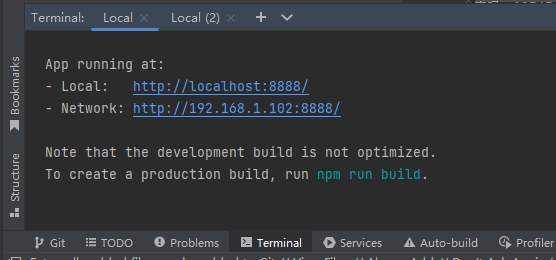 Terminal: Local × Local (2) × +
App running at:
- Local: http://localhost:8888/
- Network: http://192.168.1.102:8888/
Note that the development build is not optimized.
To create a production build, run npm run build.
Bookmarks
Structure
Git TODO Problems Terminal Services Auto-build Profiler